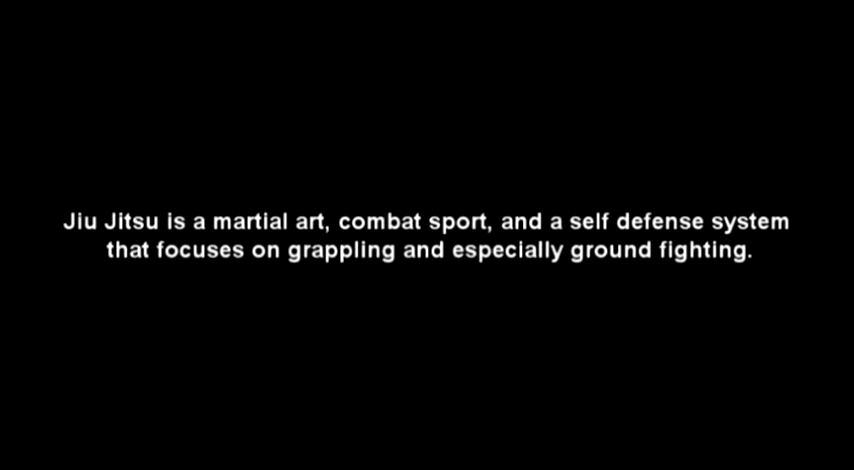 Jiu Jitsu is a martial art, combat sport, and a self defense system
that focuses on grappling and especially ground fighting.